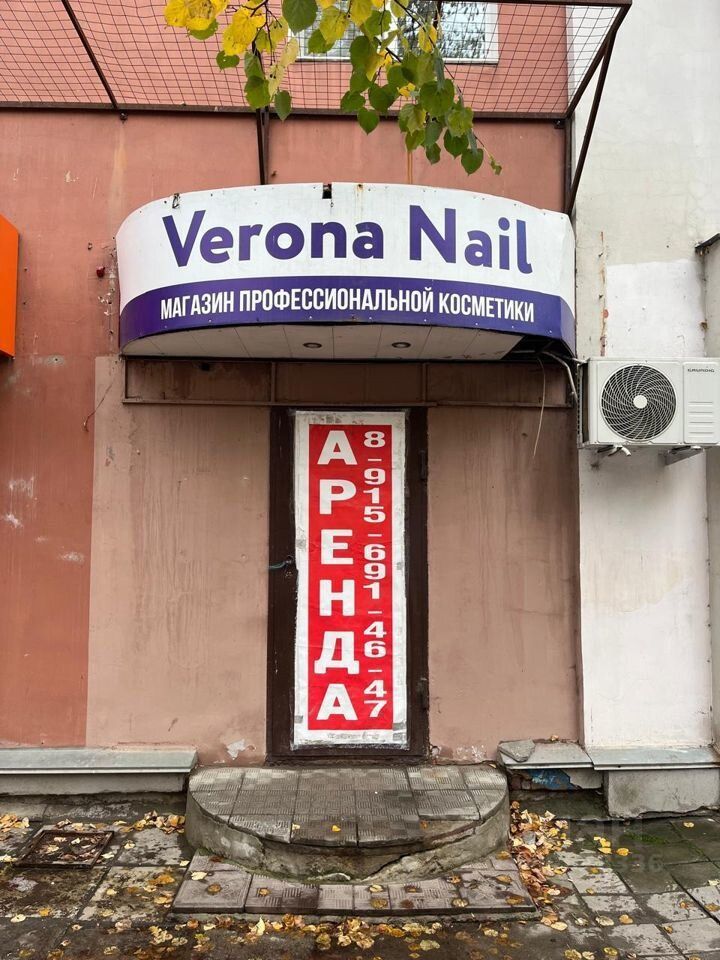 Verona Nail
МАГАЗИН ПРОФЕССИОНАЛЬНОЙ КОСМЕТИКИ
GRUNDIG
АРЕНДА
8-915-691-46-47